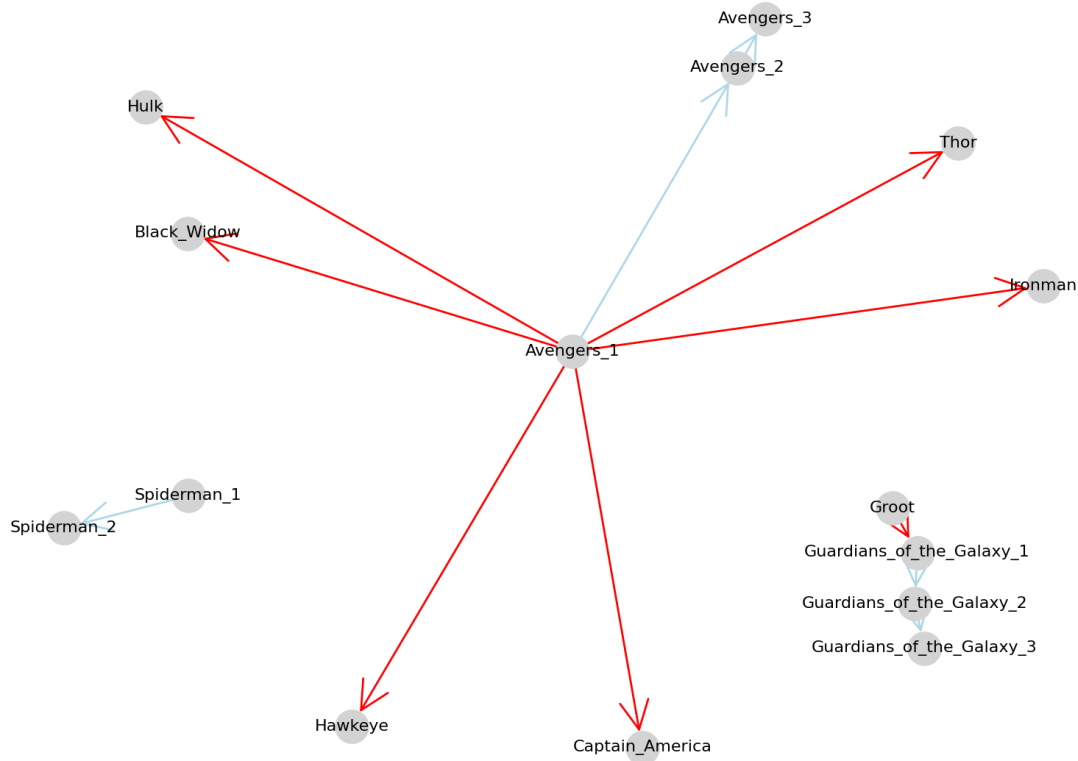 Avengers_3
Avengers_2
Hulk
Thor
Black_Widow
Ironman
Avengers_1
Spiderman_1
Groot
Spiderman_2
Guardians_of_the_Galaxy_1
Guardians_of_the_Galaxy_2
Guardians_of_the_Galaxy_3
Hawkeye
Captain_America